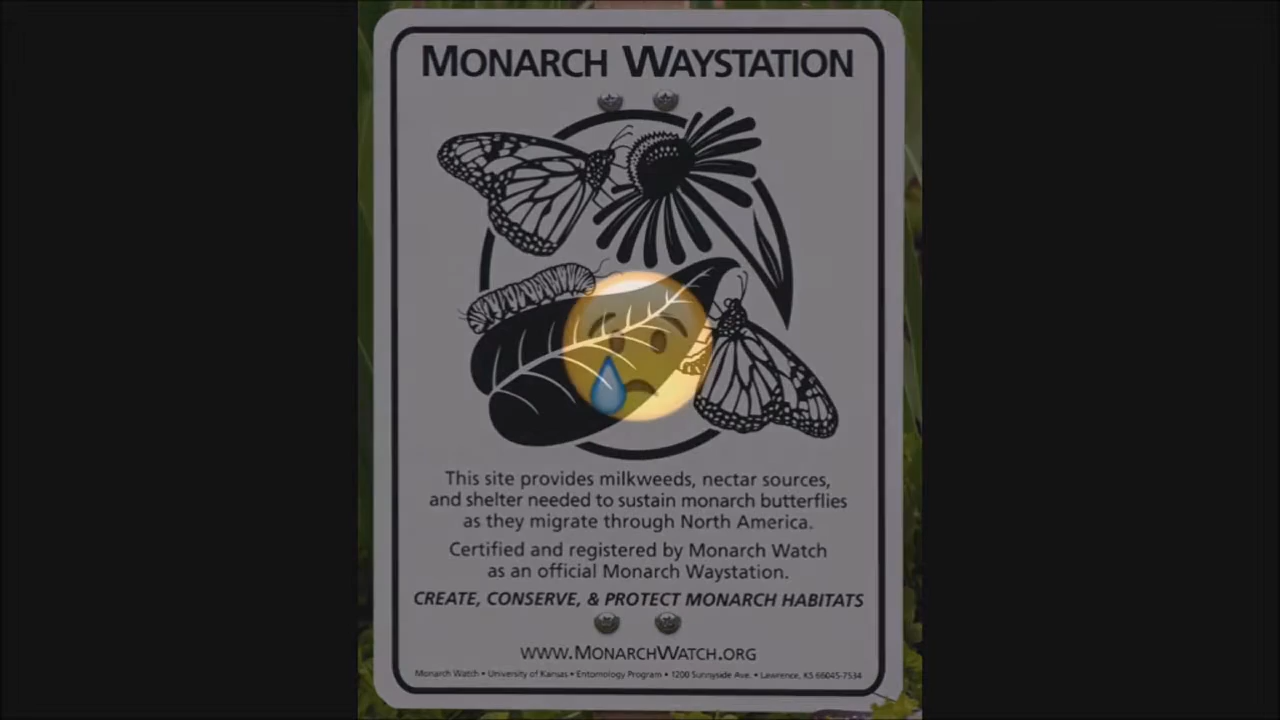 MONARCH WAYSTATION
This site provides milkweeds, nectar sources,
and shelter needed to sustain monarch butterflies
as they migrate through North America.
Certified and registered by Monarch Watch
as an official Monarch Waystation.
CREATE, CONSERVE, & PROTECT MONARCH HABITATS
WWW.MONARCHWATCH.ORG
Monarch Watch • University of Kansas • Entomology Program • 1200 Sunnyside Ave. • Lawrence, KS 66045-7534